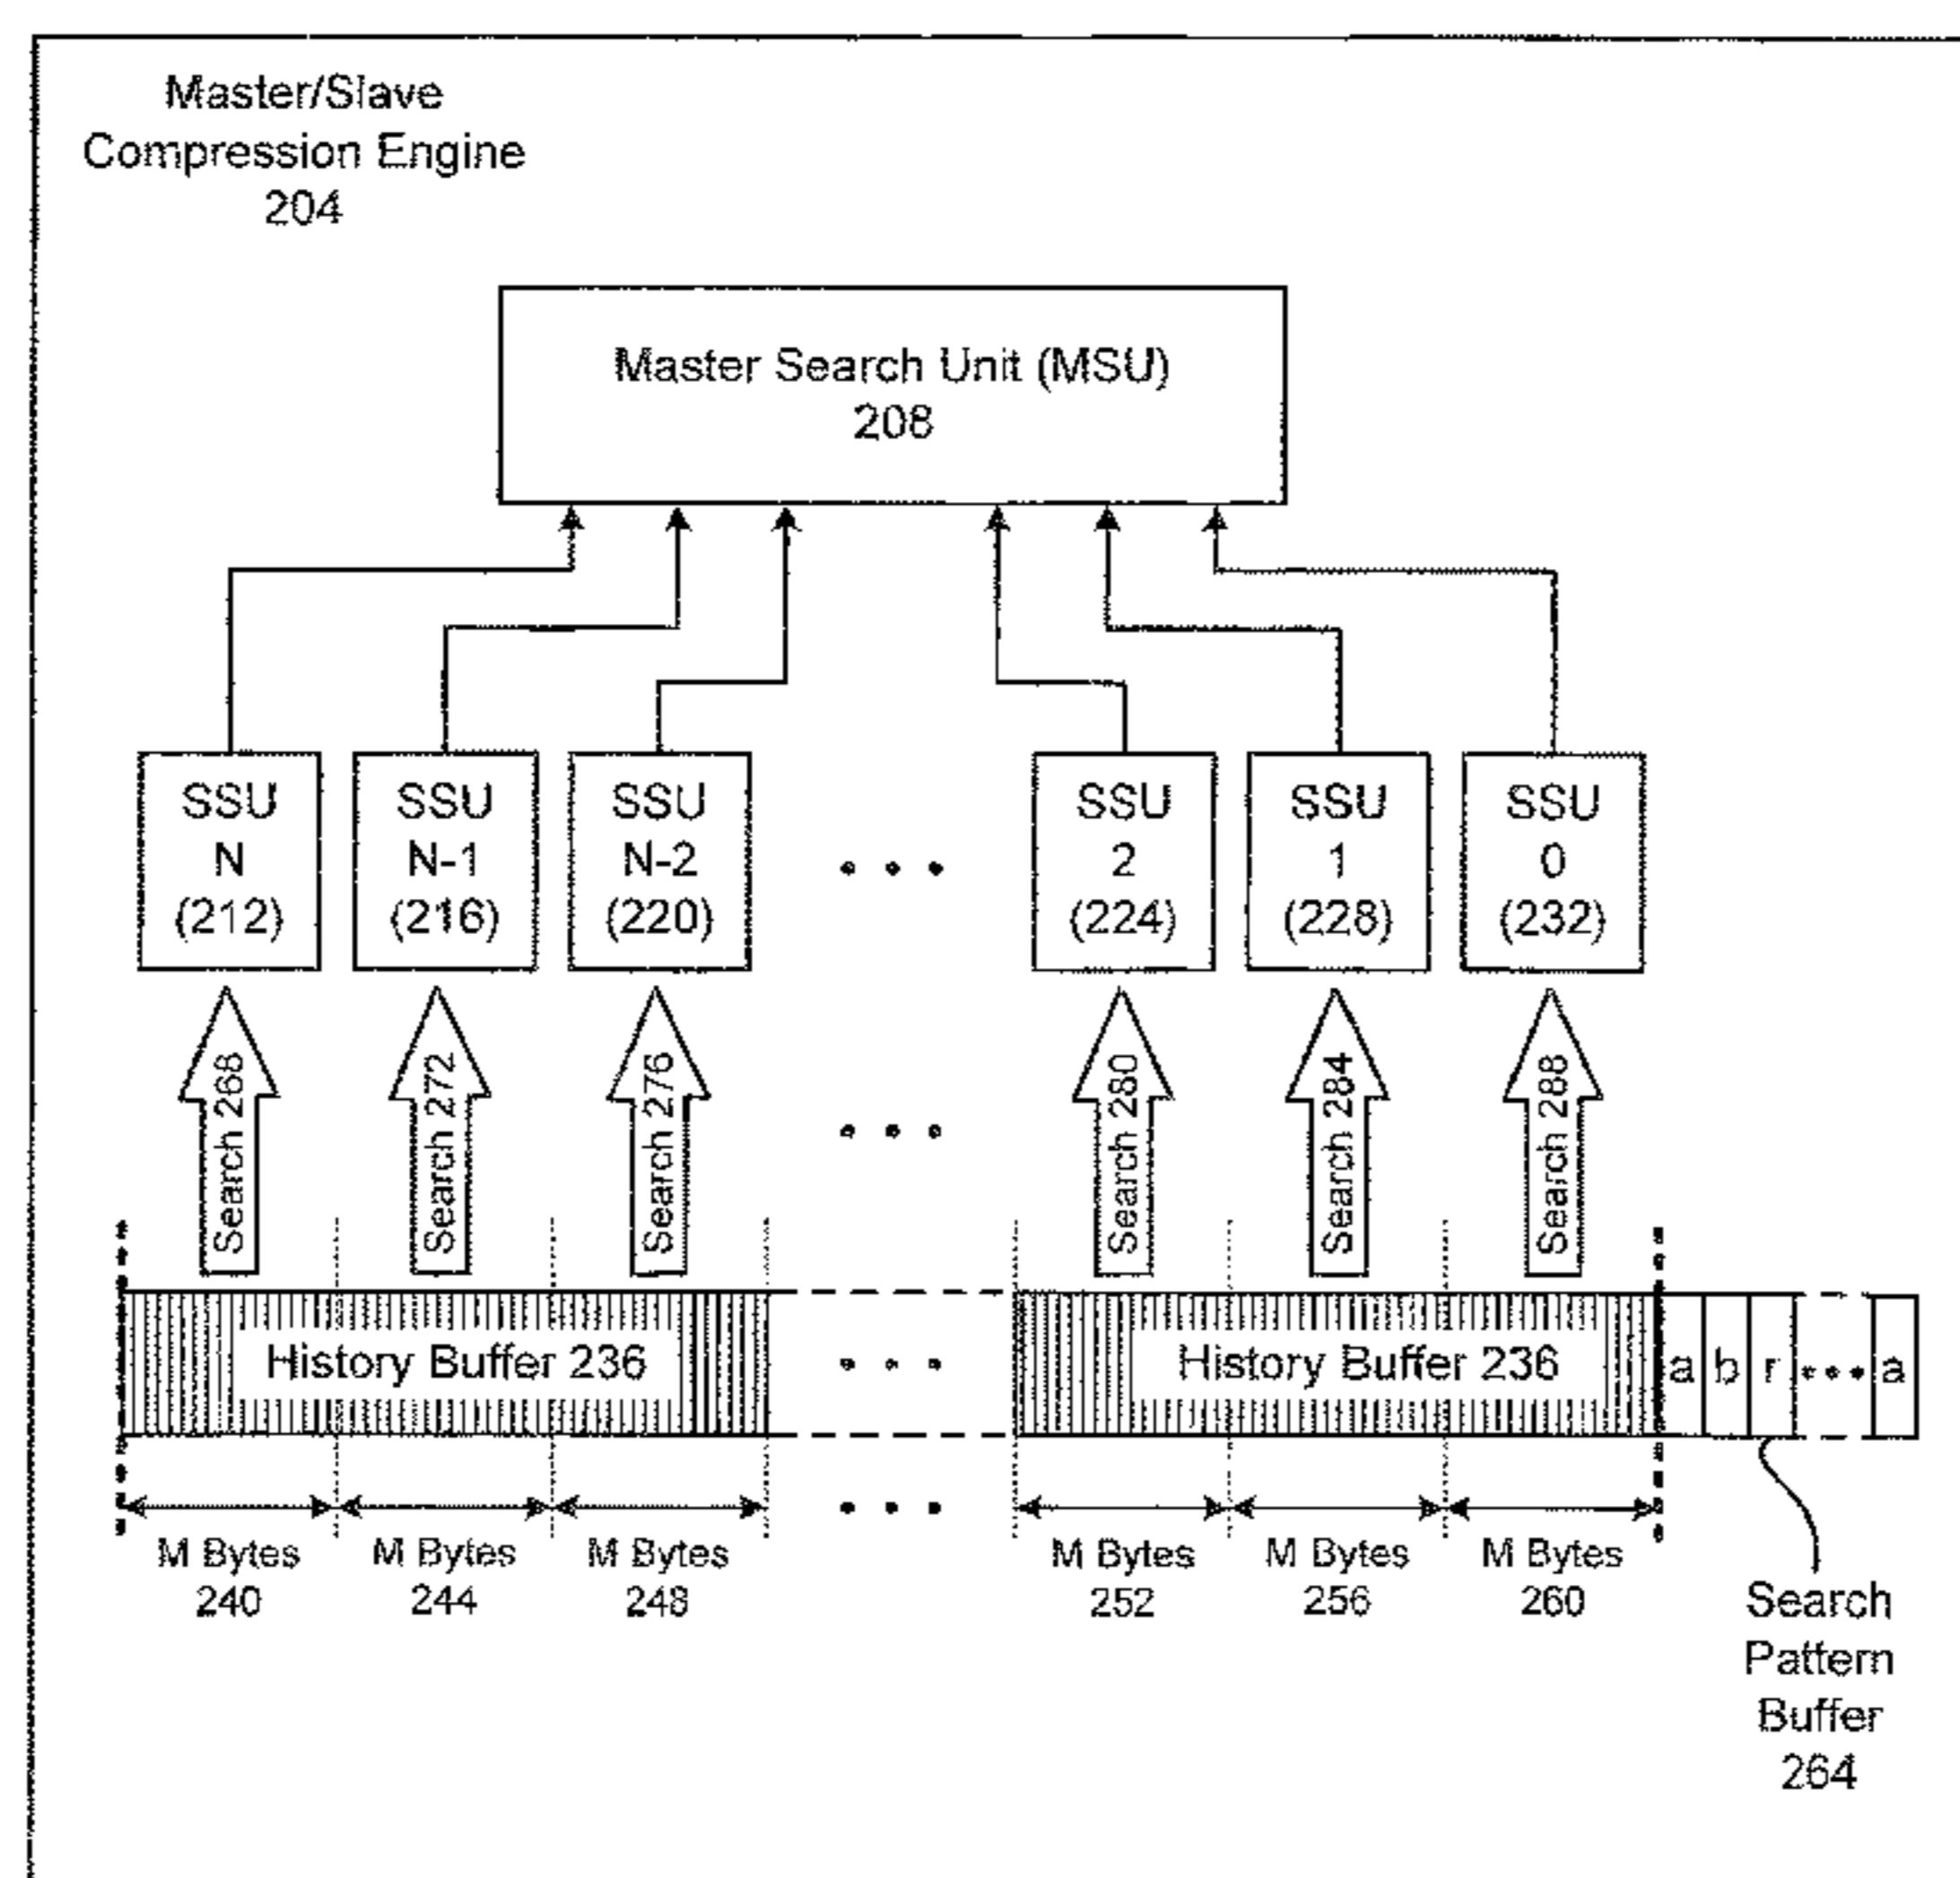 Master/Slave
Compression Engine
204
Master Search Unit (MSU)
208
SSU
N
(212)
SSU
N-1
(216)
SSU
N-2
(220)
• • •
SSU
2
(224)
SSU
1
(228)
SSU
0
(232)
Search 268
Search 272
Search 276
• • •
Search 280
Search 284
Search 288
History Buffer 236
• • •
History Buffer 236
a b r • • • a
M Bytes
240
M Bytes
244
M Bytes
248
• • •
M Bytes
252
M Bytes
256
M Bytes
260
Search
Pattern
Buffer
264